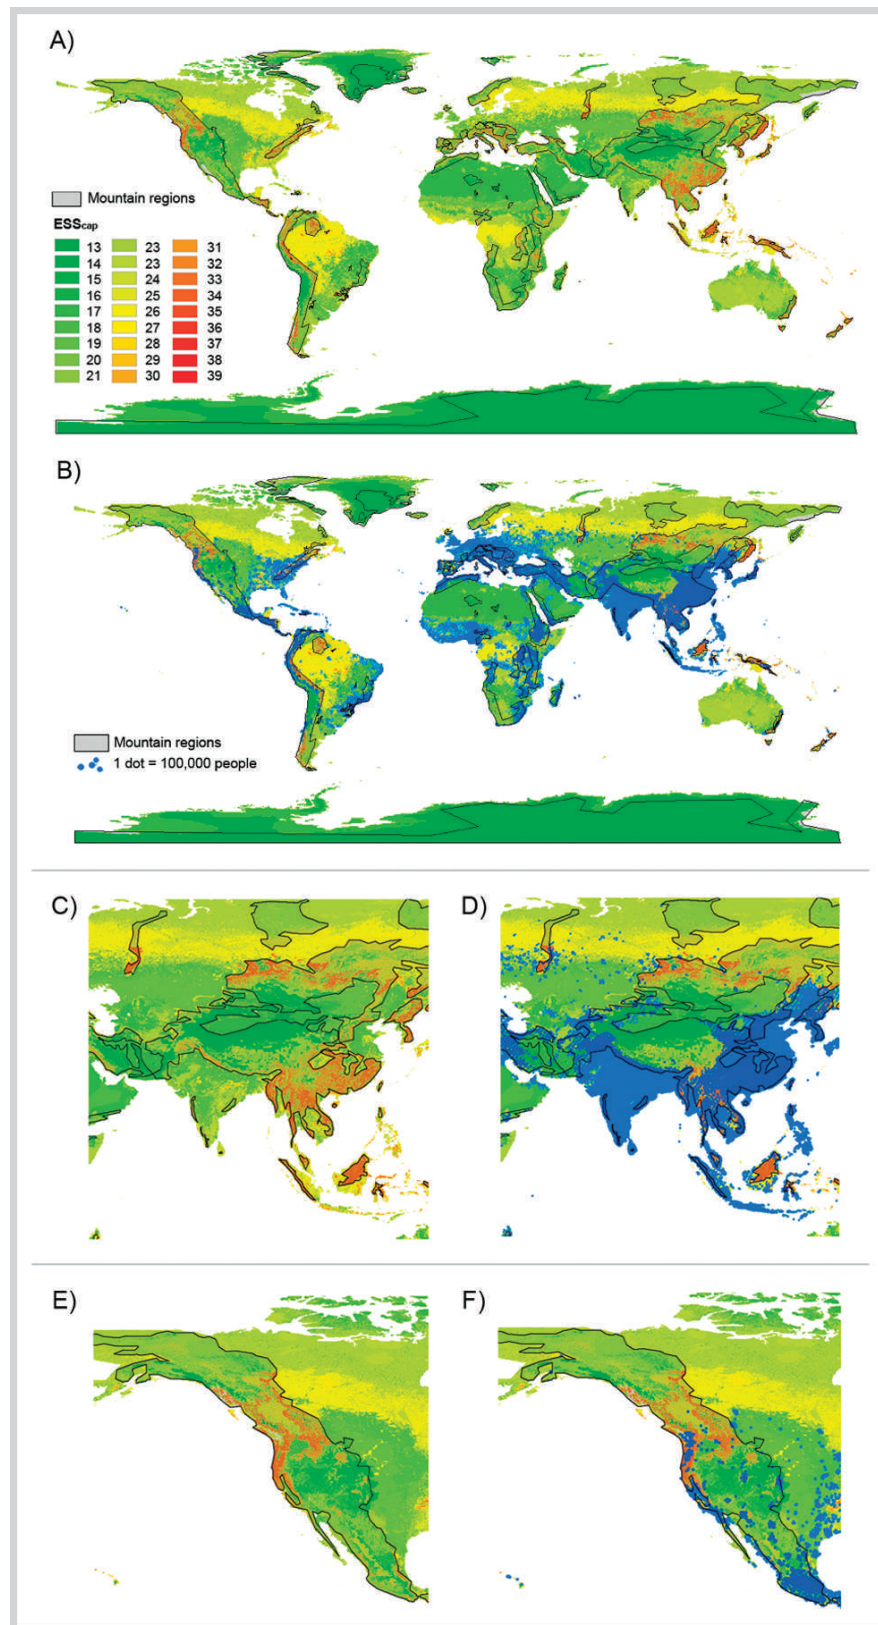 A)
Mountain regions
ESScap
13 23 31
14 23 32
15 24 33
16 25 34
17 26 35
18 27 36
19 28 37
20 29 38
21 30 39
B)
Mountain regions
1 dot = 100,000 people
C) D)
E) F)